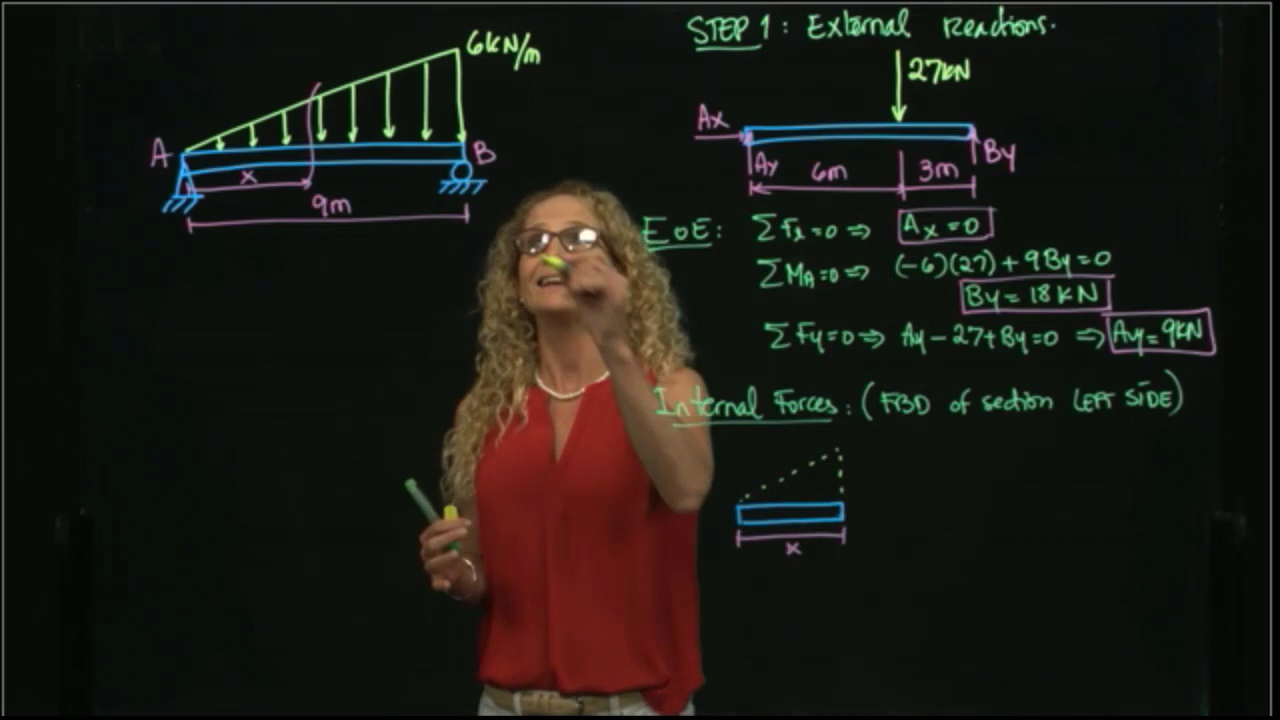 STEP 1: External Reactions.
6kN/m
A
B
x
9m
27kN
Ax
Ay
By
6m
3m
EoE: ΣFx=0 ⇒ Ax=0
ΣMA=0 ⇒ (-6)(27)+9By=0
By=18kN
ΣFy=0 ⇒ Ay-27+By=0 ⇒ Ay=9kN
Internal Forces: (FBD of section LEFT SIDE)
x